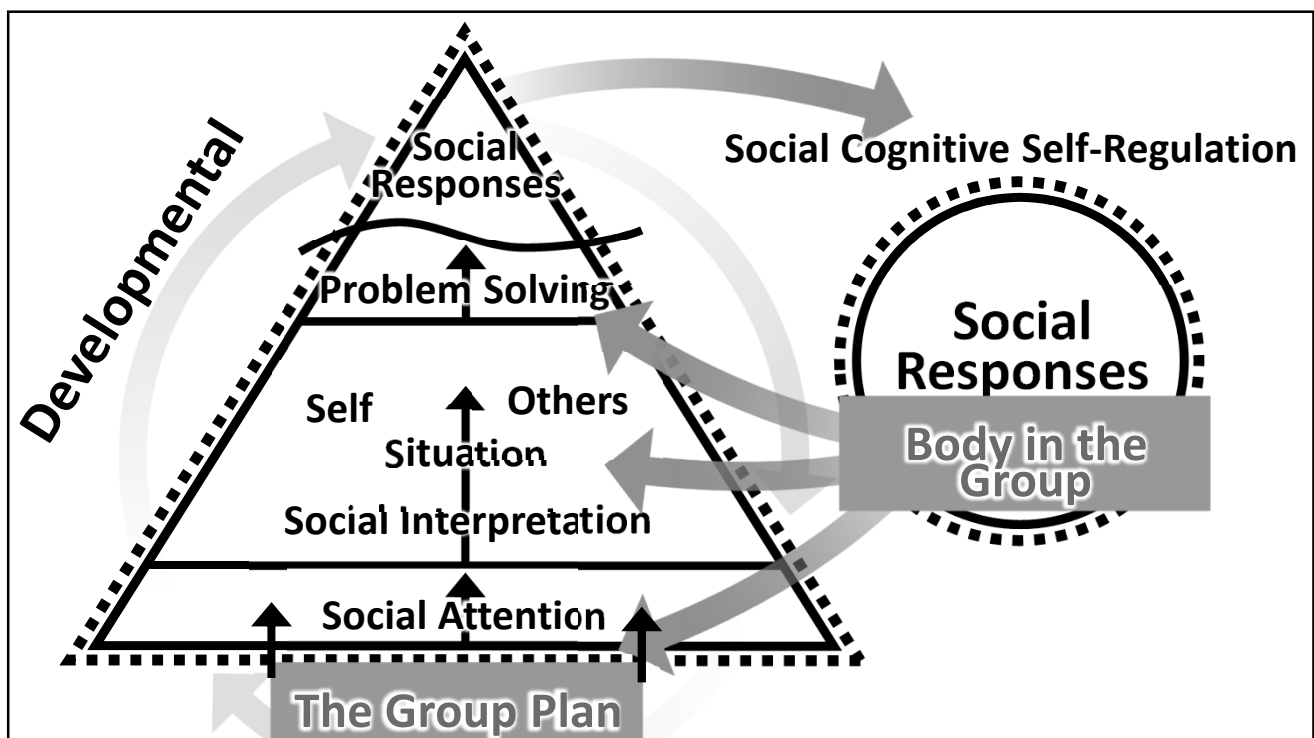 Developmental
Social
Responses
Problem Solving
Self
Others
Situation
Social Interpretation
Social Attention
The Group Plan
Social Cognitive Self-Regulation
Social
Responses
Body in the
Group